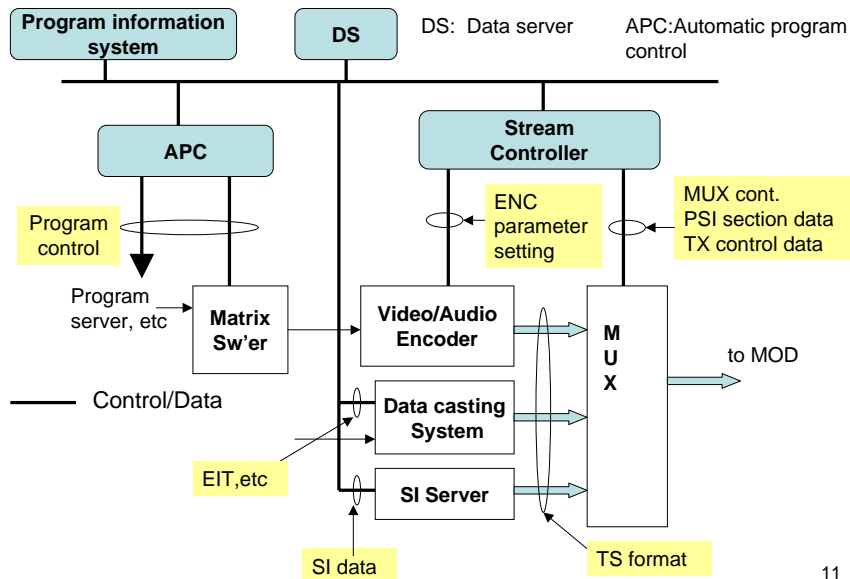 Program information
system
DS
DS: Data server
APC:Automatic program
control
APC
Stream
Controller
Program
control
ENC
parameter
setting
MUX cont.
PSI section data
TX control data
Program
server, etc
Matrix
Sw'er
Video/Audio
Encoder
M
U
X
to MOD
Control/Data
Data casting
System
EIT,etc
SI Server
SI data
TS format
11